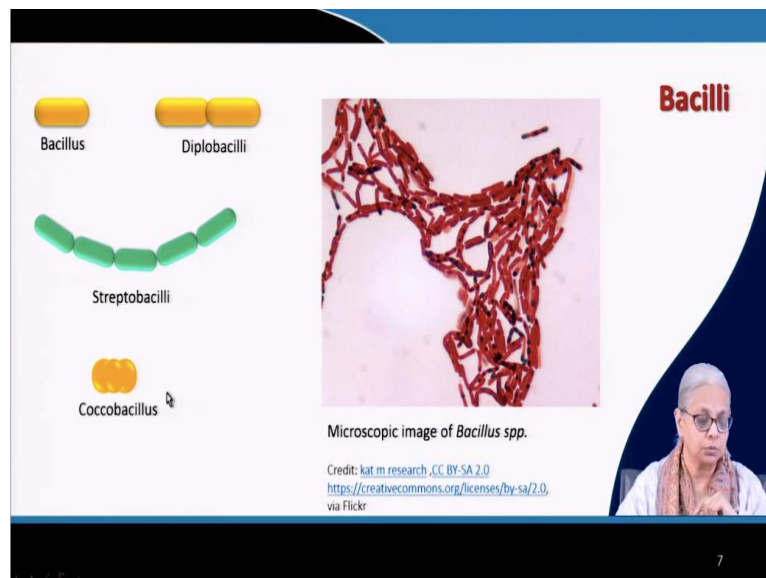 Bacilli
Bacillus
Diplobacilli
Streptobacilli
Coccobacillus
Microscopic image of Bacillus spp.
Credit: kat m research ,CC BY-SA 2.0
https://creativecommons.org/licenses/by-sa/2.0,
via Flickr
7